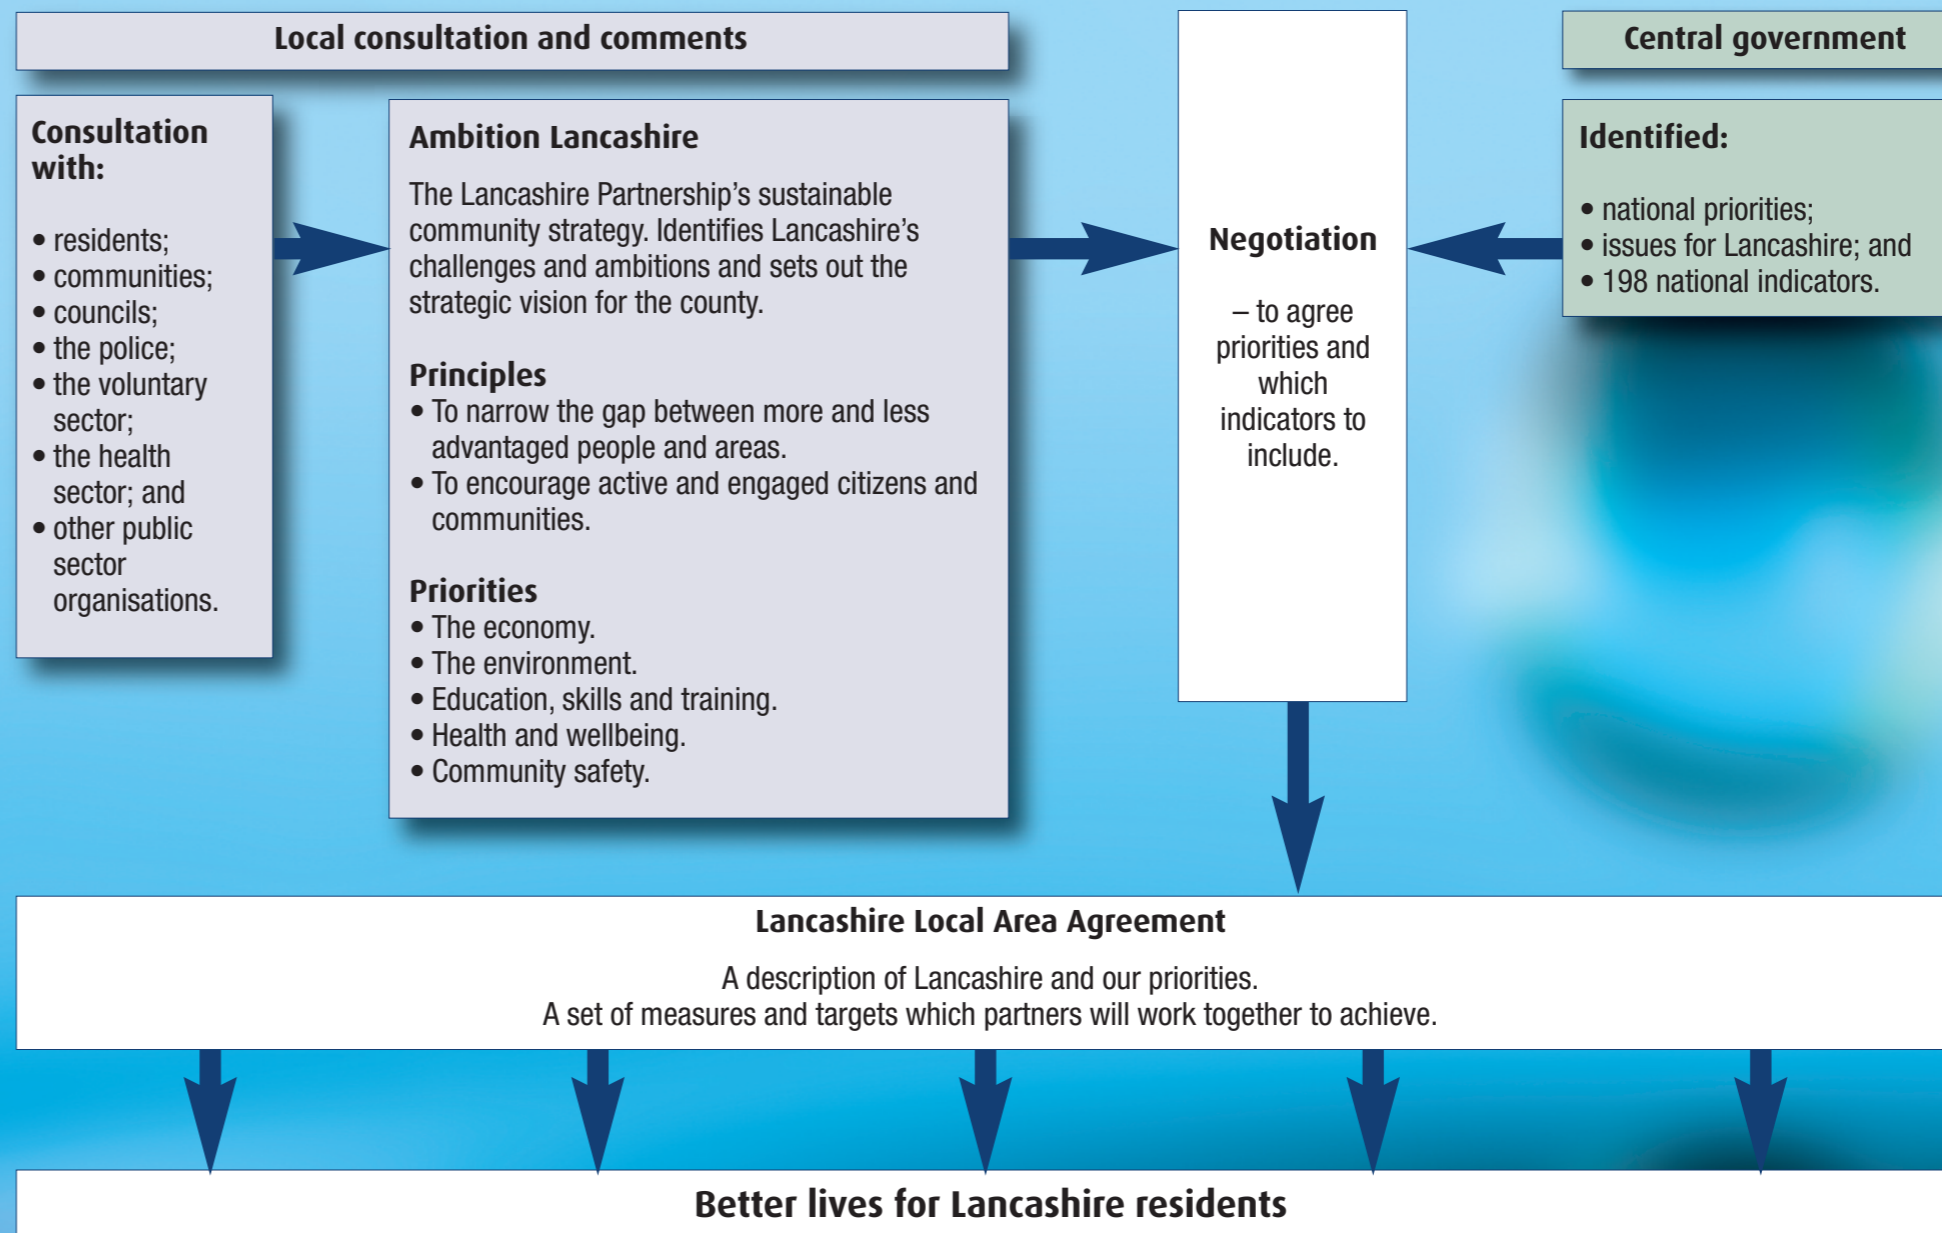 Local consultation and comments
Consultation
with:
• residents;
• communities;
• councils;
• the police;
• the voluntary
sector;
• the health
sector; and
• other public
sector
organisations.
Ambition Lancashire
The Lancashire Partnership’s sustainable
community strategy. Identifies Lancashire’s
challenges and ambitions and sets out the
strategic vision for the county.
Principles
• To narrow the gap between more and less
advantaged people and areas.
• To encourage active and engaged citizens and
communities.
Priorities
• The economy.
• The environment.
• Education, skills and training.
• Health and wellbeing.
• Community safety.
Negotiation
– to agree
priorities and
which
indicators to
include.
Central government
Identified:
• national priorities;
• issues for Lancashire; and
• 198 national indicators.
Lancashire Local Area Agreement
A description of Lancashire and our priorities.
A set of measures and targets which partners will work together to achieve.
Better lives for Lancashire residents